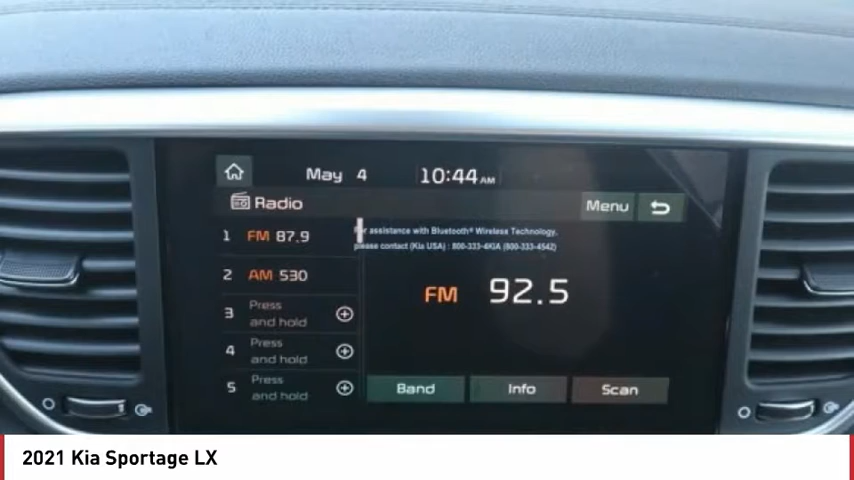 May 4 10:44 AM
Radio Menu
1 FM 87.9
For assistance with Bluetooth® Wireless Technology,
please contact (Kia USA) : 800-333-4KIA (800-333-4542)
2 AM 530
FM 92.5
3 Press
and hold
4 Press
and hold
5 Press
and hold
Band Info Scan
2021 Kia Sportage LX